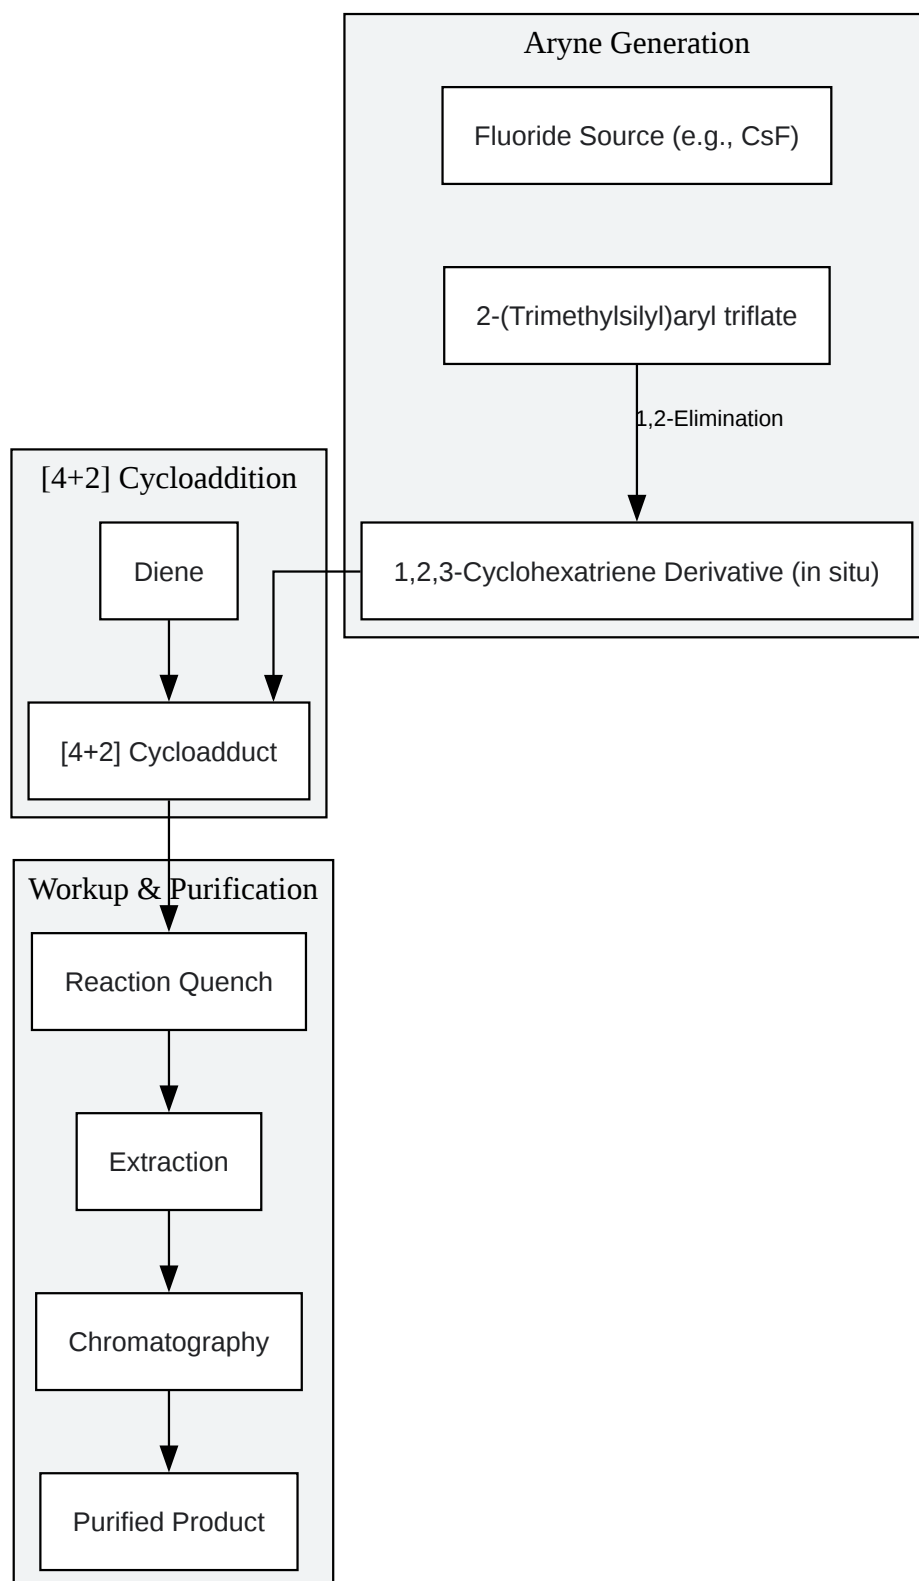 Aryne Generation
Fluoride Source (e.g., CsF)
2-(Trimethylsilyl)aryl triflate
1,2-Elimination
1,2,3-Cyclohexatriene Derivative (in situ)
[4+2] Cycloaddition
Diene
[4+2] Cycloadduct
Workup & Purification
Reaction Quench
Extraction
Chromatography
Purified Product